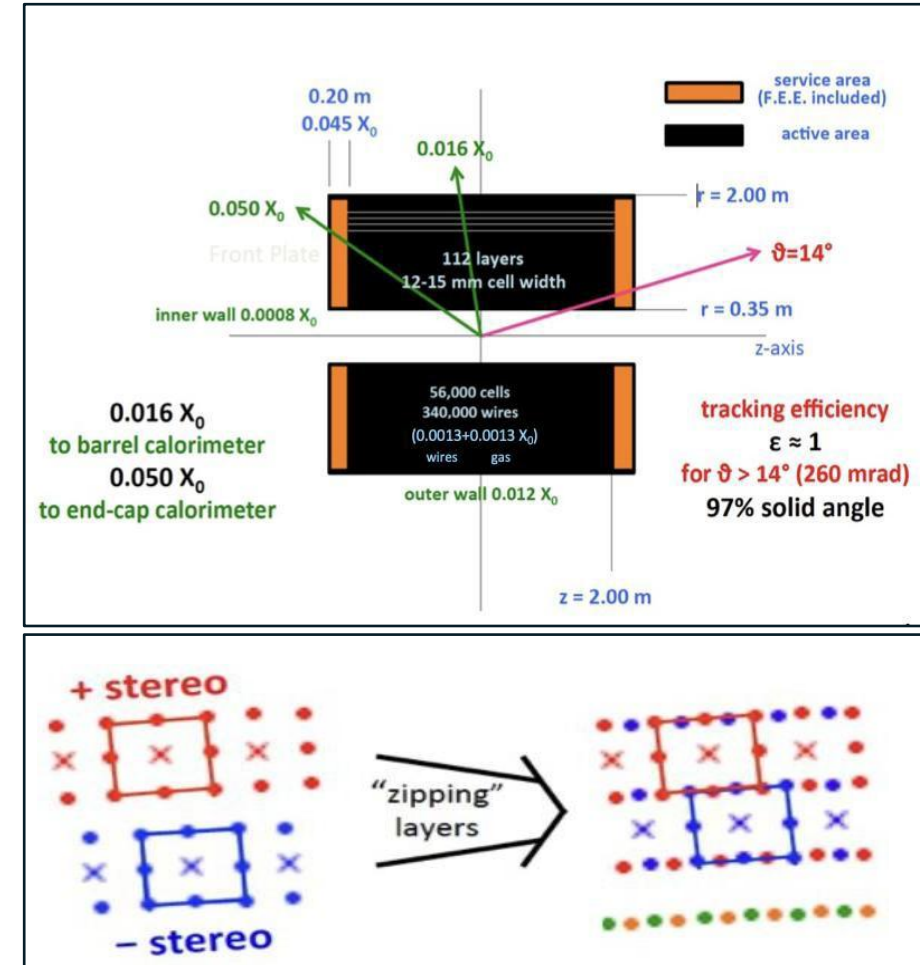 service area
(F.E.E. included)
active area
0.20 m
0.045 X₀
0.016 X₀
0.050 X₀
r = 2.00 m
Front Plate
112 layers
12-15 mm cell width
ϑ=14°
inner wall 0.0008 X₀
r = 0.35 m
z-axis
56,000 cells
340,000 wires
(0.0013+0.0013 X₀)
wires gas
outer wall 0.012 X₀
0.016 X₀
to barrel calorimeter
0.050 X₀
to end-cap calorimeter
tracking efficiency
ε ≈ 1
for ϑ > 14° (260 mrad)
97% solid angle
z = 2.00 m
+ stereo
"zipping"
layers
− stereo